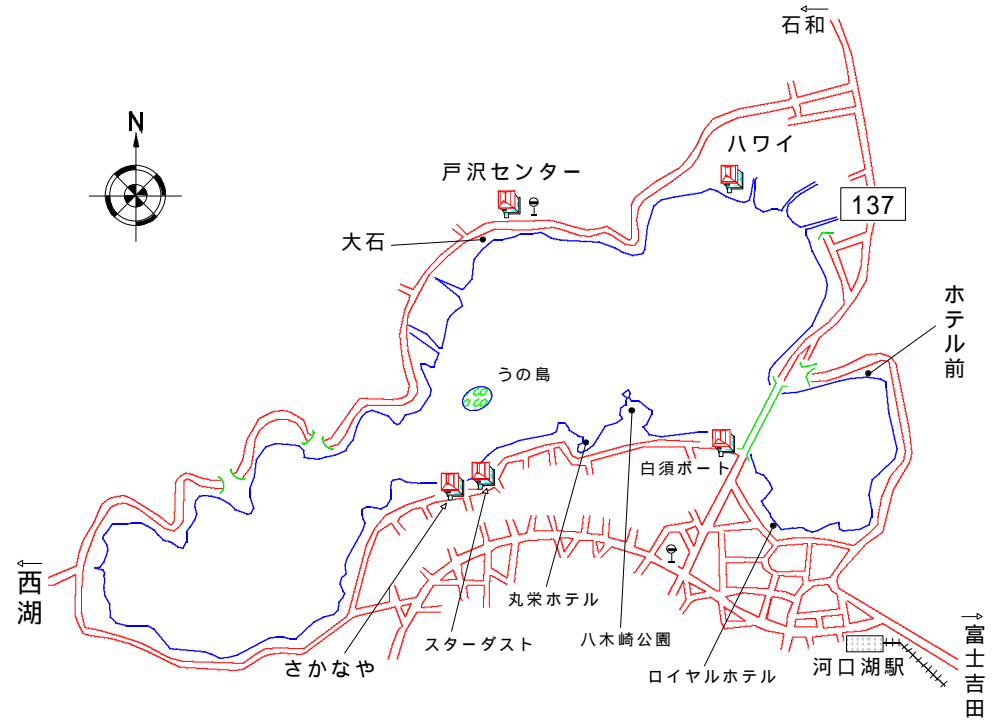 石和
N
ハワイ
戸沢センター
137
大石
ホテル前
うの島
白須ボート
西湖
丸栄ホテル
スターダスト
八木崎公園
さかなや
ロイヤルホテル
河口湖駅
富士吉田